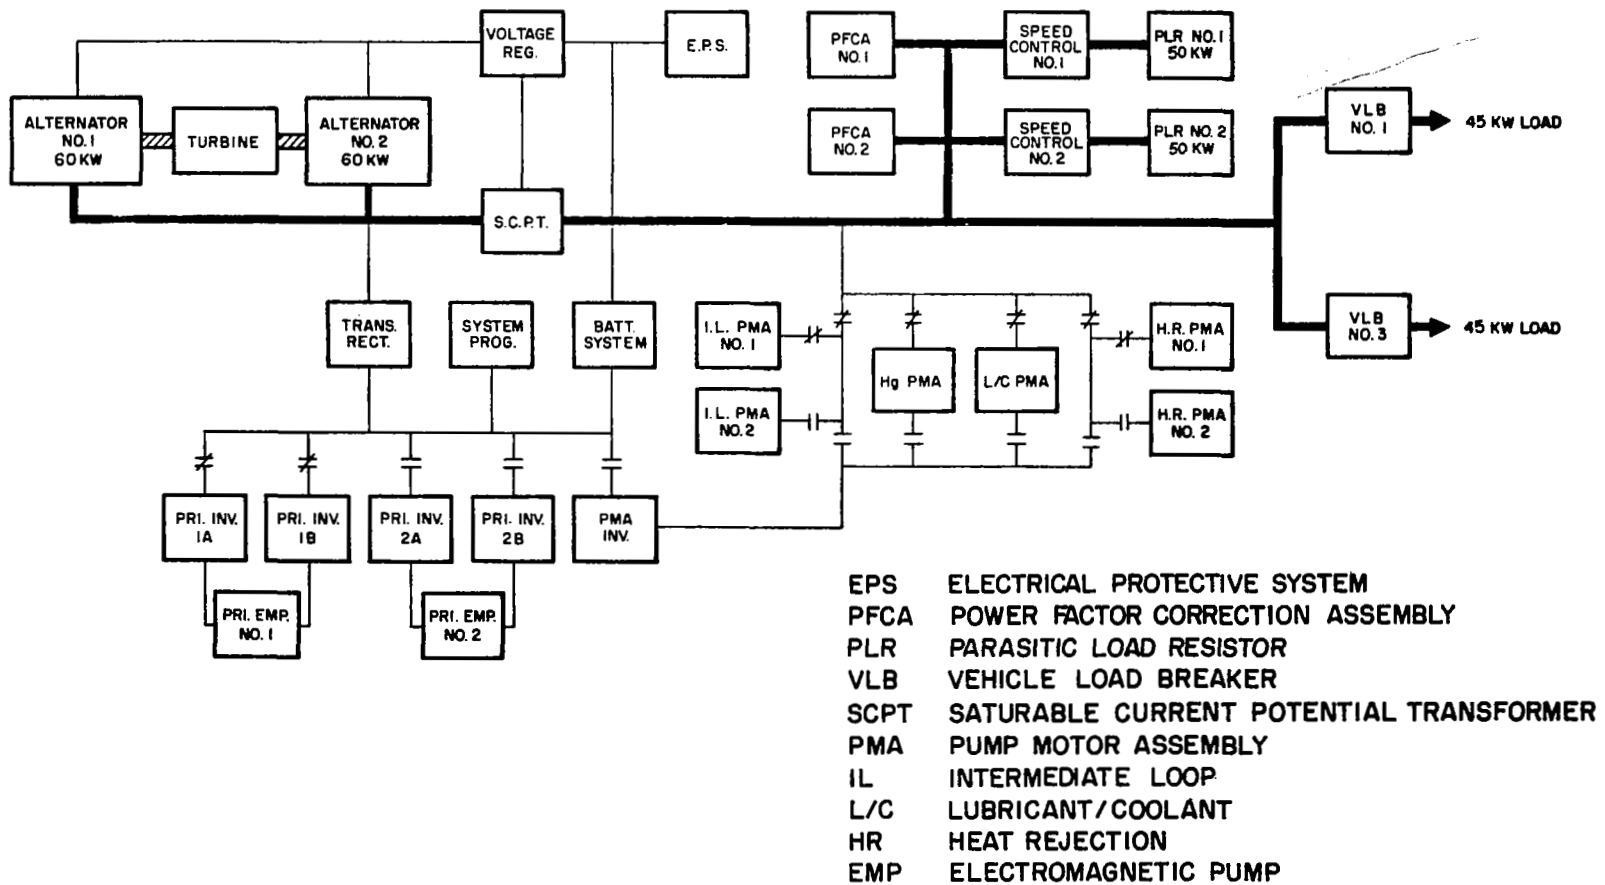 VOLTAGE
REG.
E.P.S.
PFCA
NO. 1
SPEED
CONTROL
NO. 1
PLR NO. 1
50 KW
ALTERNATOR
NO. 1
60 KW
TURBINE
ALTERNATOR
NO. 2
60 KW
PFCA
NO. 2
SPEED
CONTROL
NO. 2
PLR NO. 2
50 KW
VLB
NO. 1
45 KW LOAD
S.C.P.T.
TRANS.
RECT.
SYSTEM
PROG.
BATT.
SYSTEM
I.L. PMA
NO. 1
Hg PMA
L/C PMA
H.R. PMA
NO. 1
VLB
NO. 3
45 KW LOAD
I.L. PMA
NO. 2
H.R. PMA
NO. 2
PRI. INV.
1A
PRI. INV.
1B
PRI. INV.
2A
PRI. INV.
2B
PMA
INV.
PRI. EMP.
NO. 1
PRI. EMP.
NO. 2
EPS ELECTRICAL PROTECTIVE SYSTEM
PFCA POWER FACTOR CORRECTION ASSEMBLY
PLR PARASITIC LOAD RESISTOR
VLB VEHICLE LOAD BREAKER
SCPT SATURABLE CURRENT POTENTIAL TRANSFORMER
PMA PUMP MOTOR ASSEMBLY
IL INTERMEDIATE LOOP
L/C LUBRICANT/COOLANT
HR HEAT REJECTION
EMP ELECTROMAGNETIC PUMP